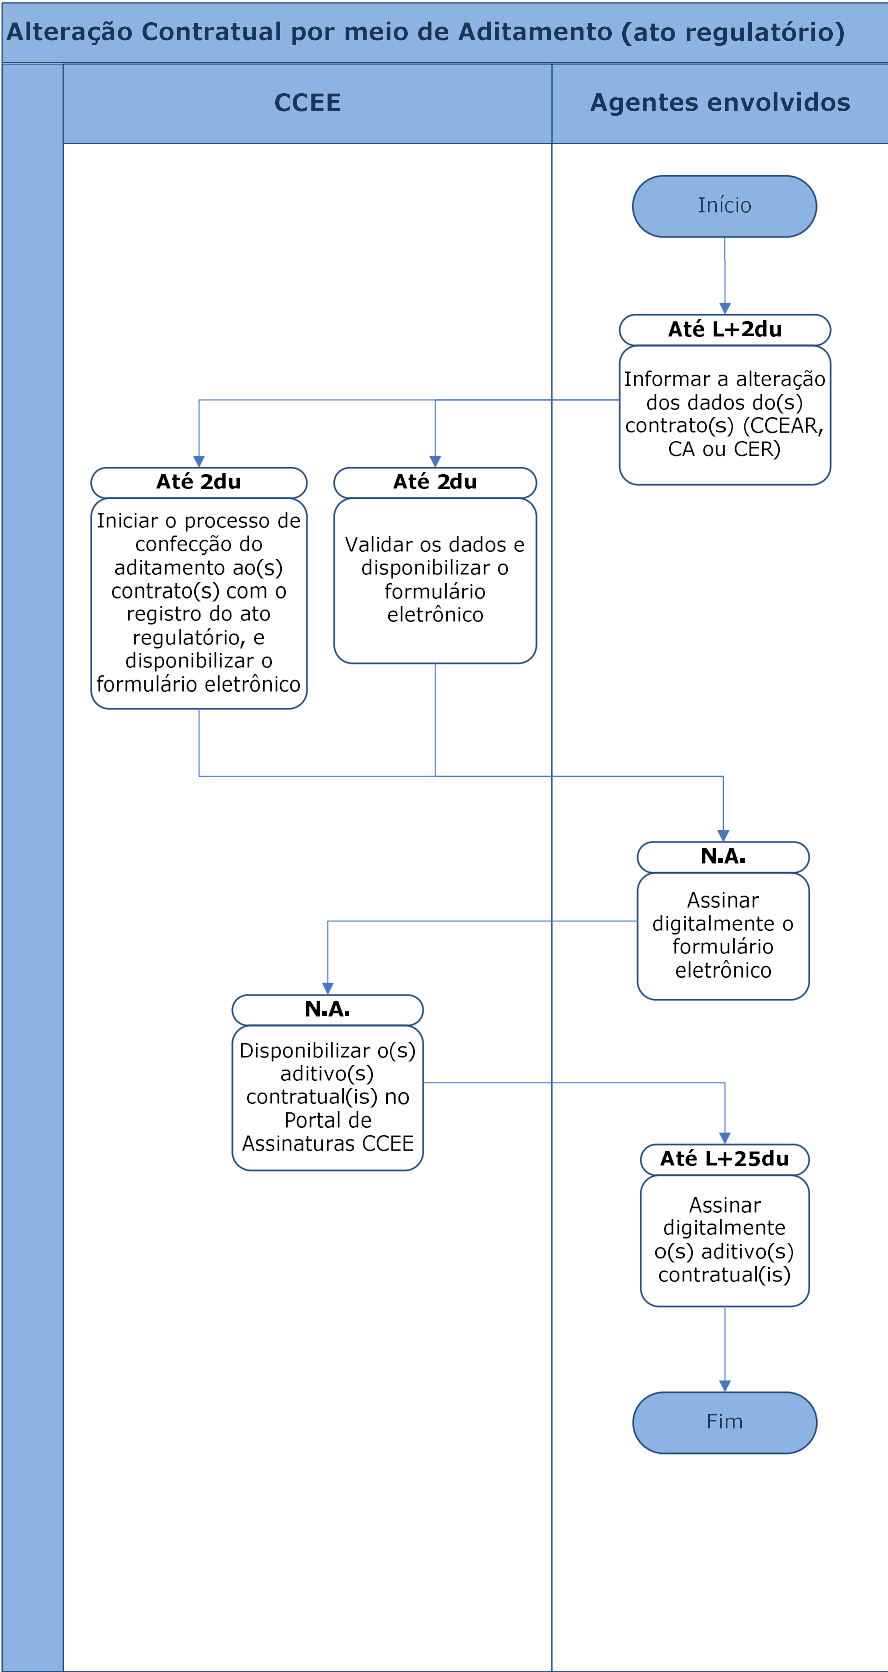 Alteração Contratual por meio de Aditamento (ato regulatório)
CCEE
Agentes envolvidos
Início
Até L+2du
Informar a alteração
dos dados do(s)
contrato(s) (CCEAR,
CA ou CER)
Até 2du
Iniciar o processo de
confecção do
aditamento ao(s)
contrato(s) com o
registro do ato
regulatório, e
disponibilizar o
formulário eletrônico
Até 2du
Validar os dados e
disponibilizar o
formulário
eletrônico
N.A.
Assinar
digitalmente o
formulário
eletrônico
N.A.
Disponibilizar o(s)
aditivo(s)
contratual(is) no
Portal de
Assinaturas CCEE
Até L+25du
Assinar
digitalmente
o(s) aditivo(s)
contratual(is)
Fim